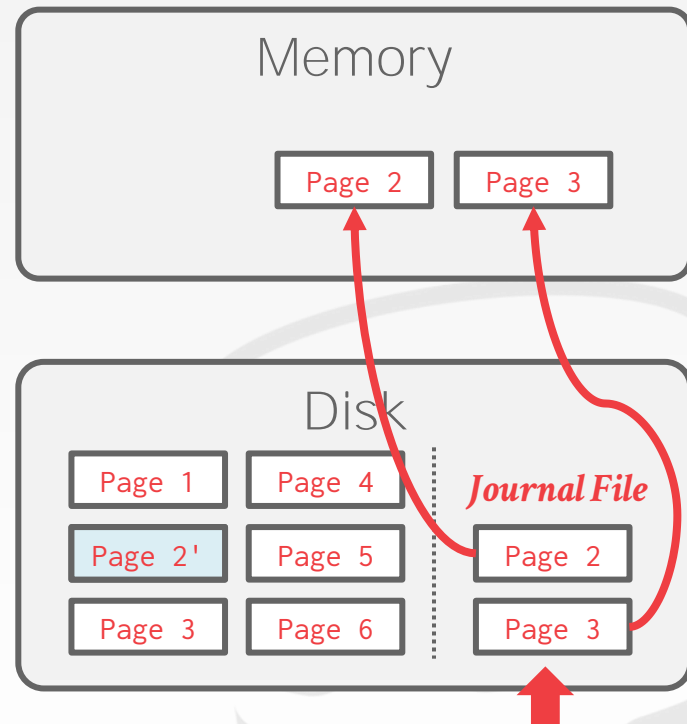 Memory
Page 2 Page 3
Disk
Page 1 Page 4
Journal File
Page 2' Page 5 Page 2
Page 3 Page 6 Page 3